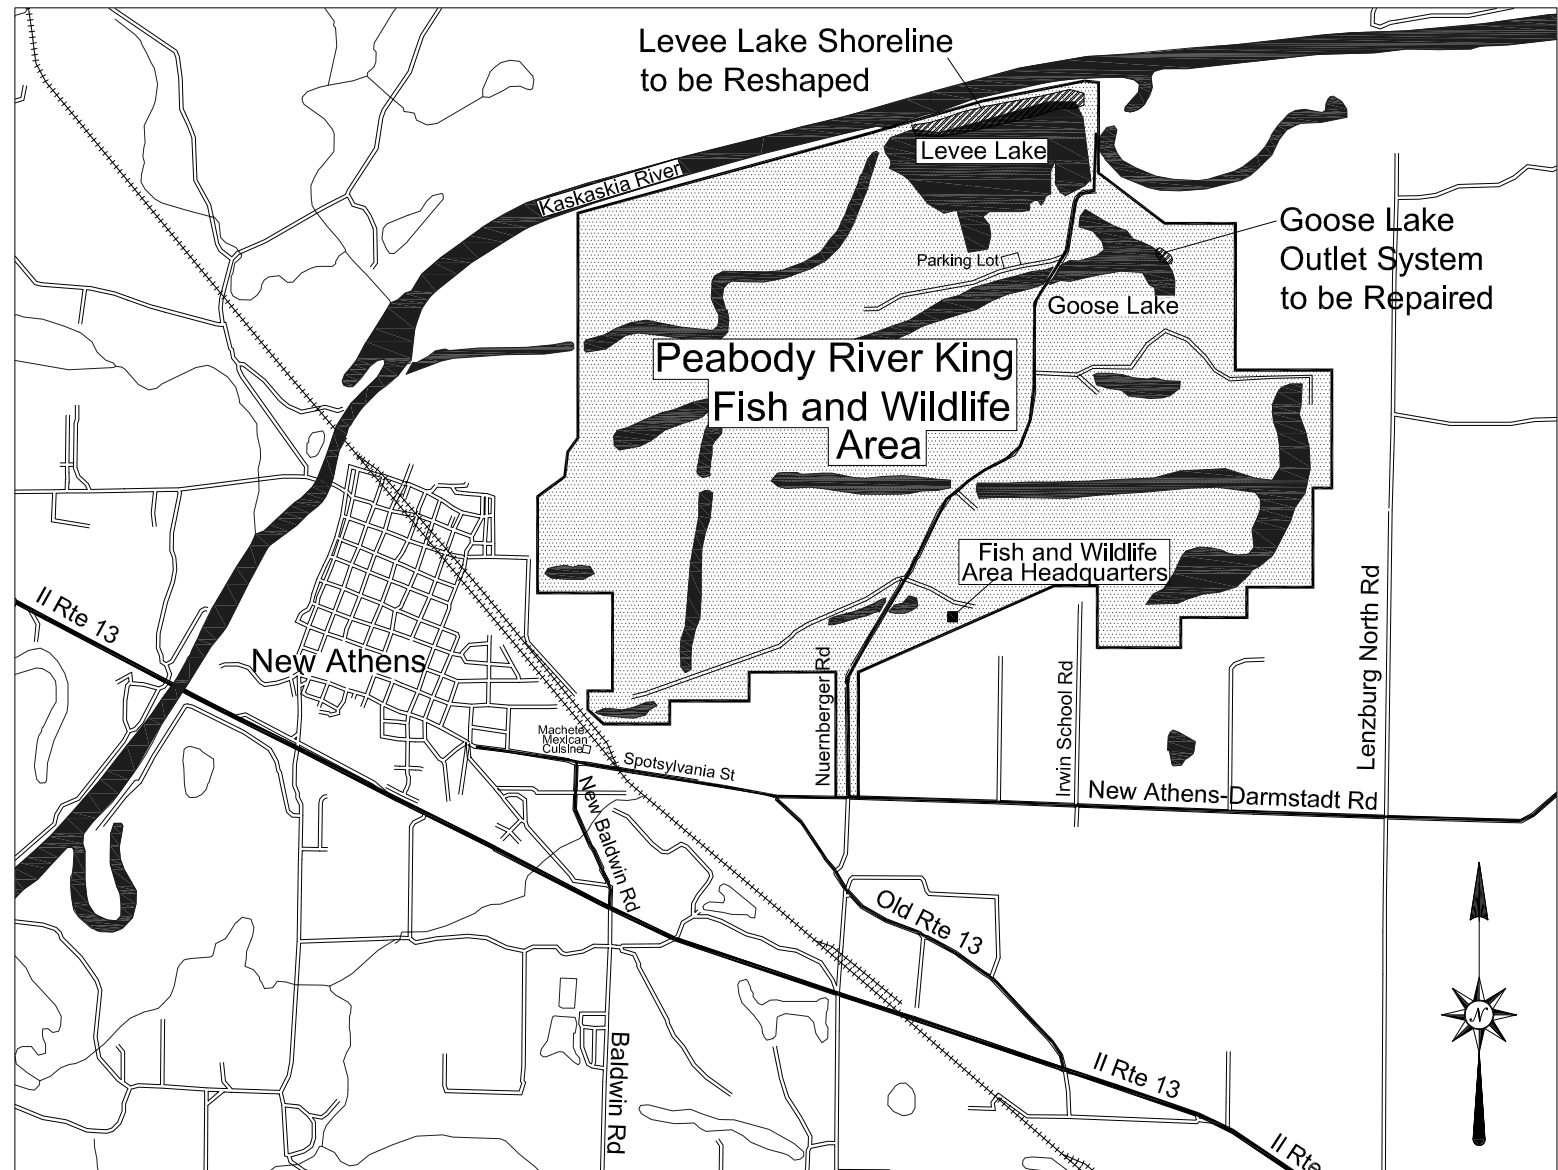 Levee Lake Shoreline
to be Reshaped
Levee Lake
Kaskaskia River
Goose Lake
Outlet System
to be Repaired
Parking Lot
Goose Lake
Peabody River King
Fish and Wildlife
Area
Fish and Wildlife
Area Headquarters
Il Rte 13
New Athens
Nuernberger Rd
Irwin School Rd
Lenzburg North Rd
Machete
Mexican
Cuisine
Spotsylvania St
New Athens-Darmstadt Rd
New Baldwin Rd
Old Rte 13
N
Baldwin Rd
Il Rte 13
Il Rte